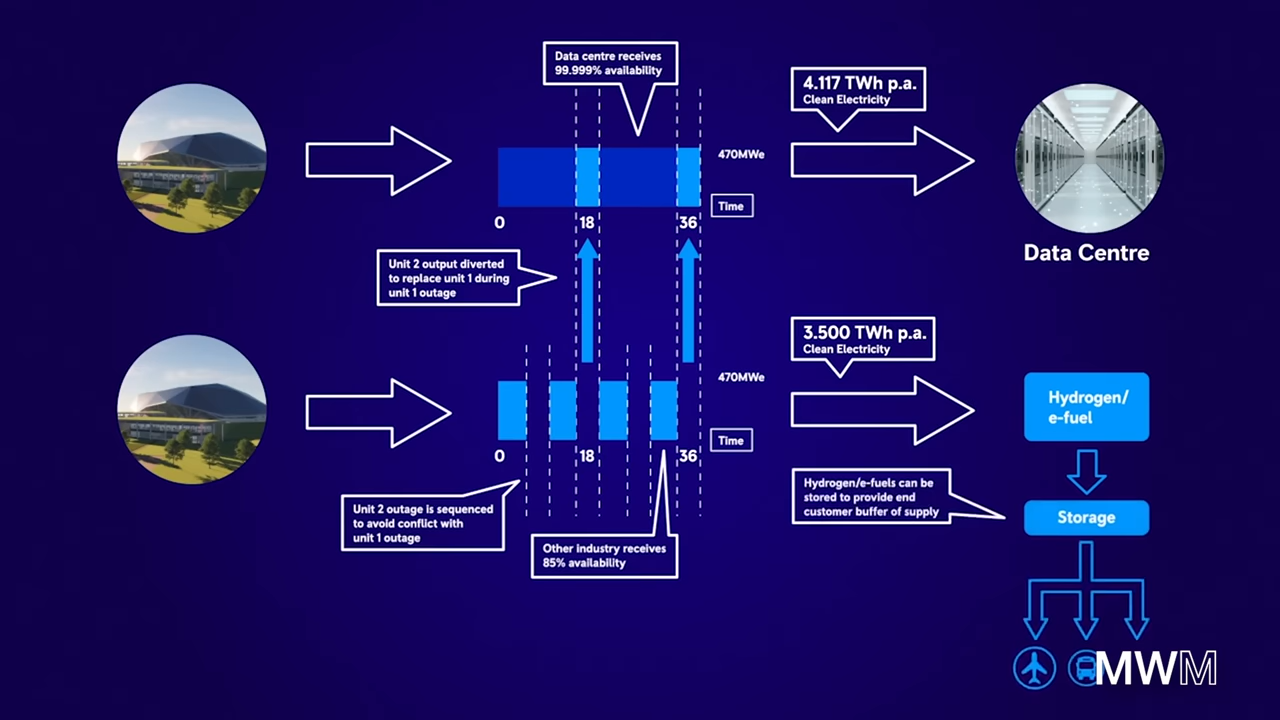 Data centre receives
99.999% availability
4.117 TWh p.a.
Clean Electricity
470MWe
Time
0
18
36
Data Centre
Unit 2 output diverted
to replace unit 1 during
unit 1 outage
3.500 TWh p.a.
Clean Electricity
470MWe
Time
0
18
36
Hydrogen/
e-fuel
Hydrogen/e-fuels can be
stored to provide end
customer buffer of supply
Storage
Unit 2 outage is sequenced
to avoid conflict with
unit 1 outage
Other industry receives
85% availability
MWM